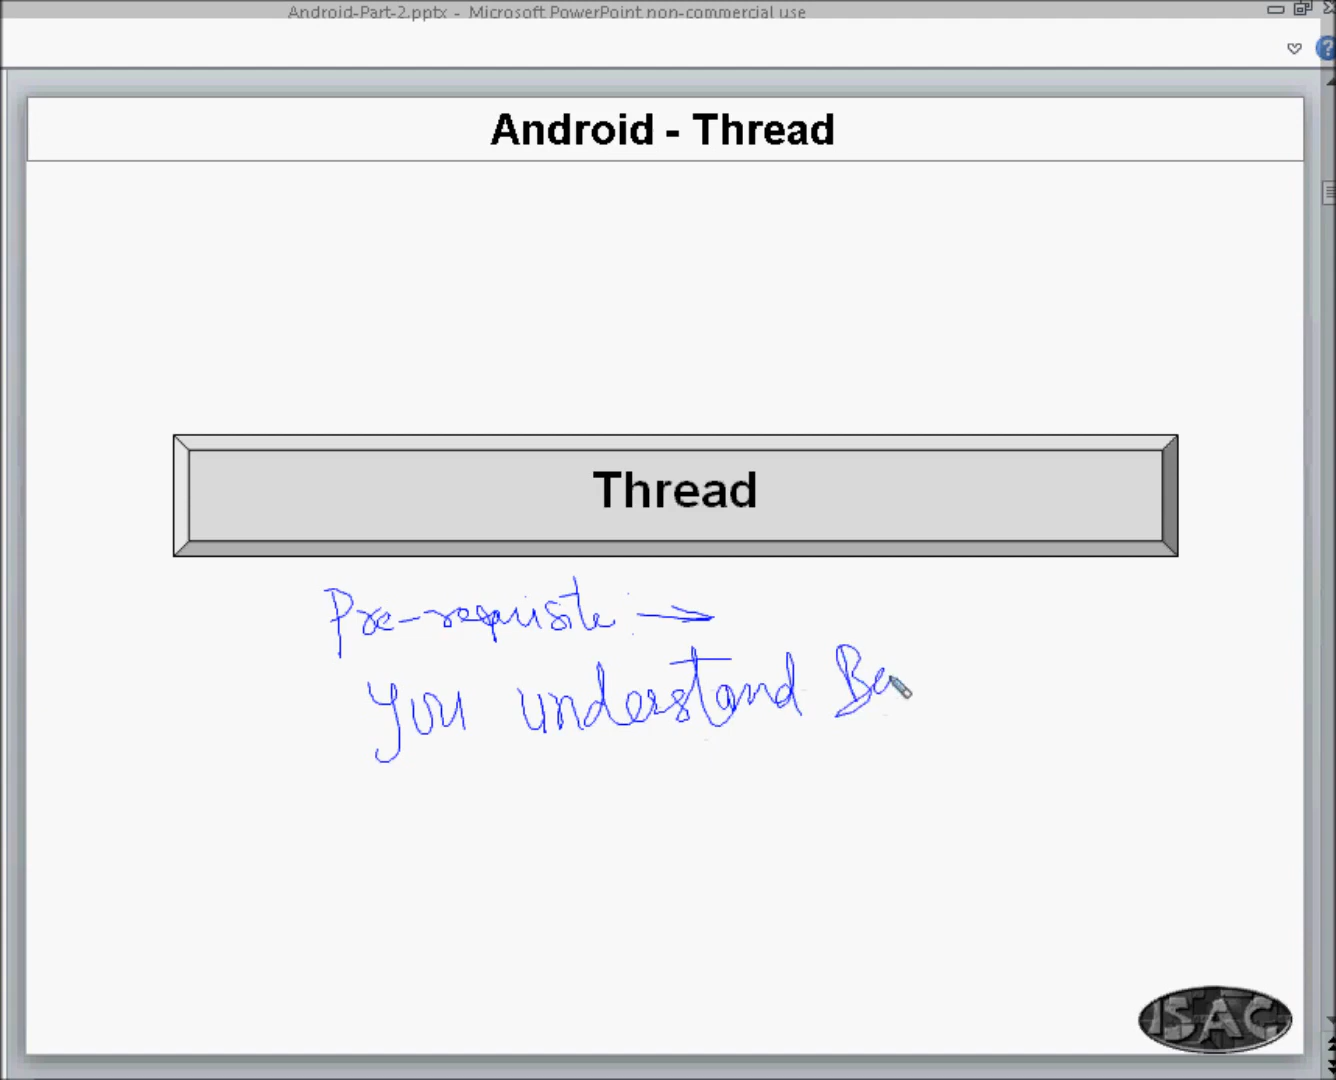 Android-Part-2.pptx - Microsoft PowerPoint non-commercial use
Android - Thread
Thread
Pre-requisite :→
You understand
ISAC